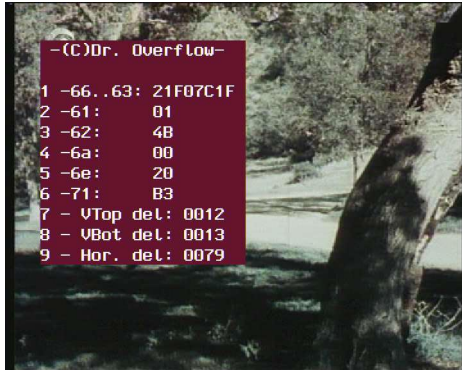 -(C)Dr. Overflow-
1 -66..63: 21F07C1F
2 -61: 01
3 -62: 4B
4 -6a: 00
5 -6e: 20
6 -71: B3
7 - VTop del: 0012
8 - VBot del: 0013
9 - Hor. del: 0079